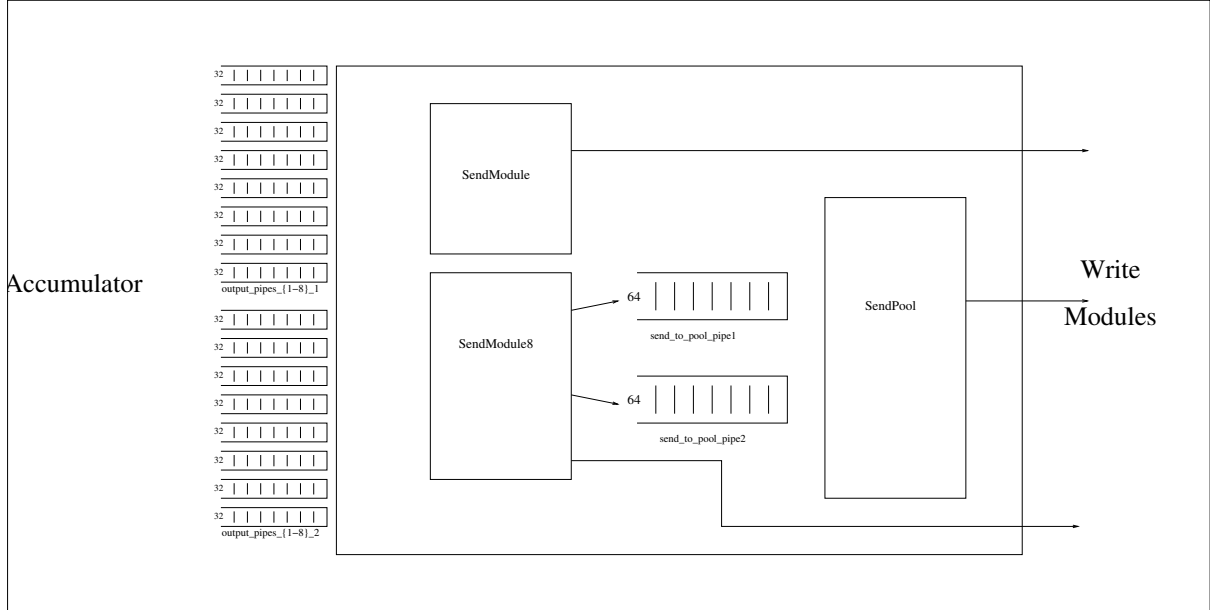 32
32
32
32
32
32
32
32
output_pipes_{1−8}_1
Accumulator
32
32
32
32
32
32
32
32
output_pipes_{1−8}_2
SendModule
SendModule8
64
send_to_pool_pipe1
64
send_to_pool_pipe2
SendPool
Write
Modules